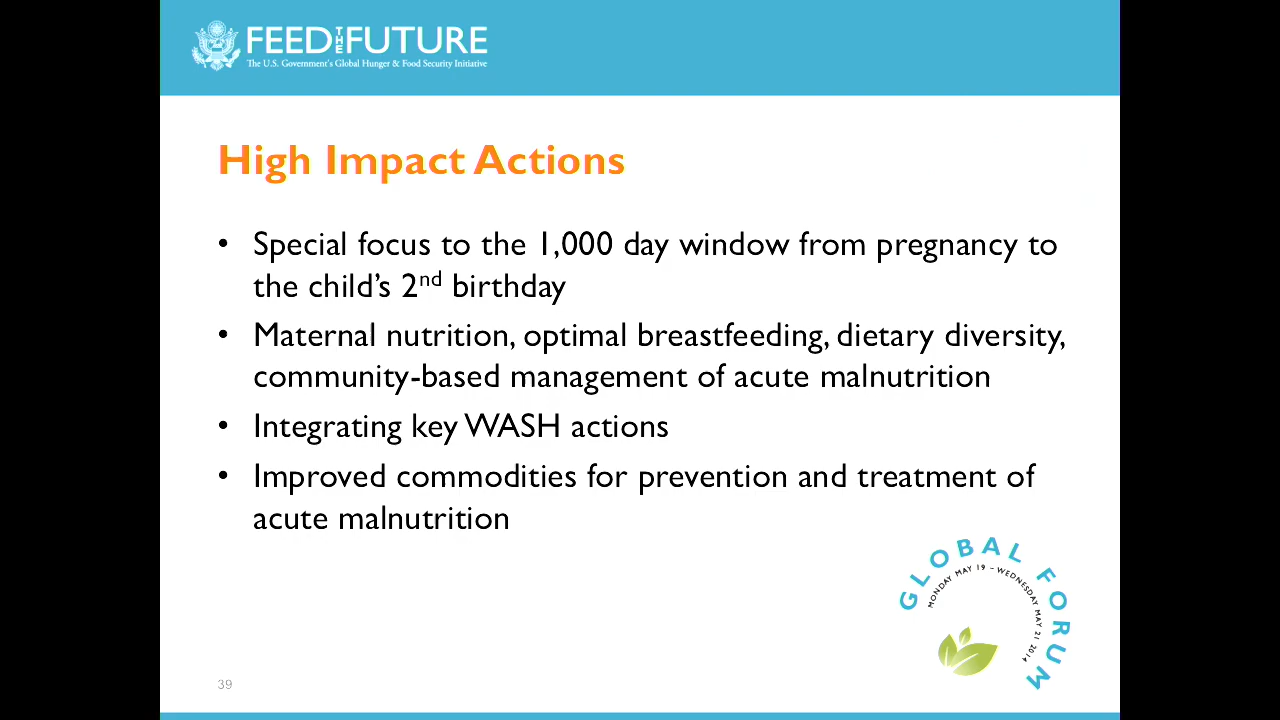 FEED THE FUTURE
The U.S. Government's Global Hunger & Food Security Initiative
High Impact Actions
• Special focus to the 1,000 day window from pregnancy to
the child's 2nd birthday
• Maternal nutrition, optimal breastfeeding, dietary diversity,
community-based management of acute malnutrition
• Integrating key WASH actions
• Improved commodities for prevention and treatment of
acute malnutrition
GLOBAL FORUM
MONDAY MAY 19 – WEDNESDAY MAY 21 2014
39